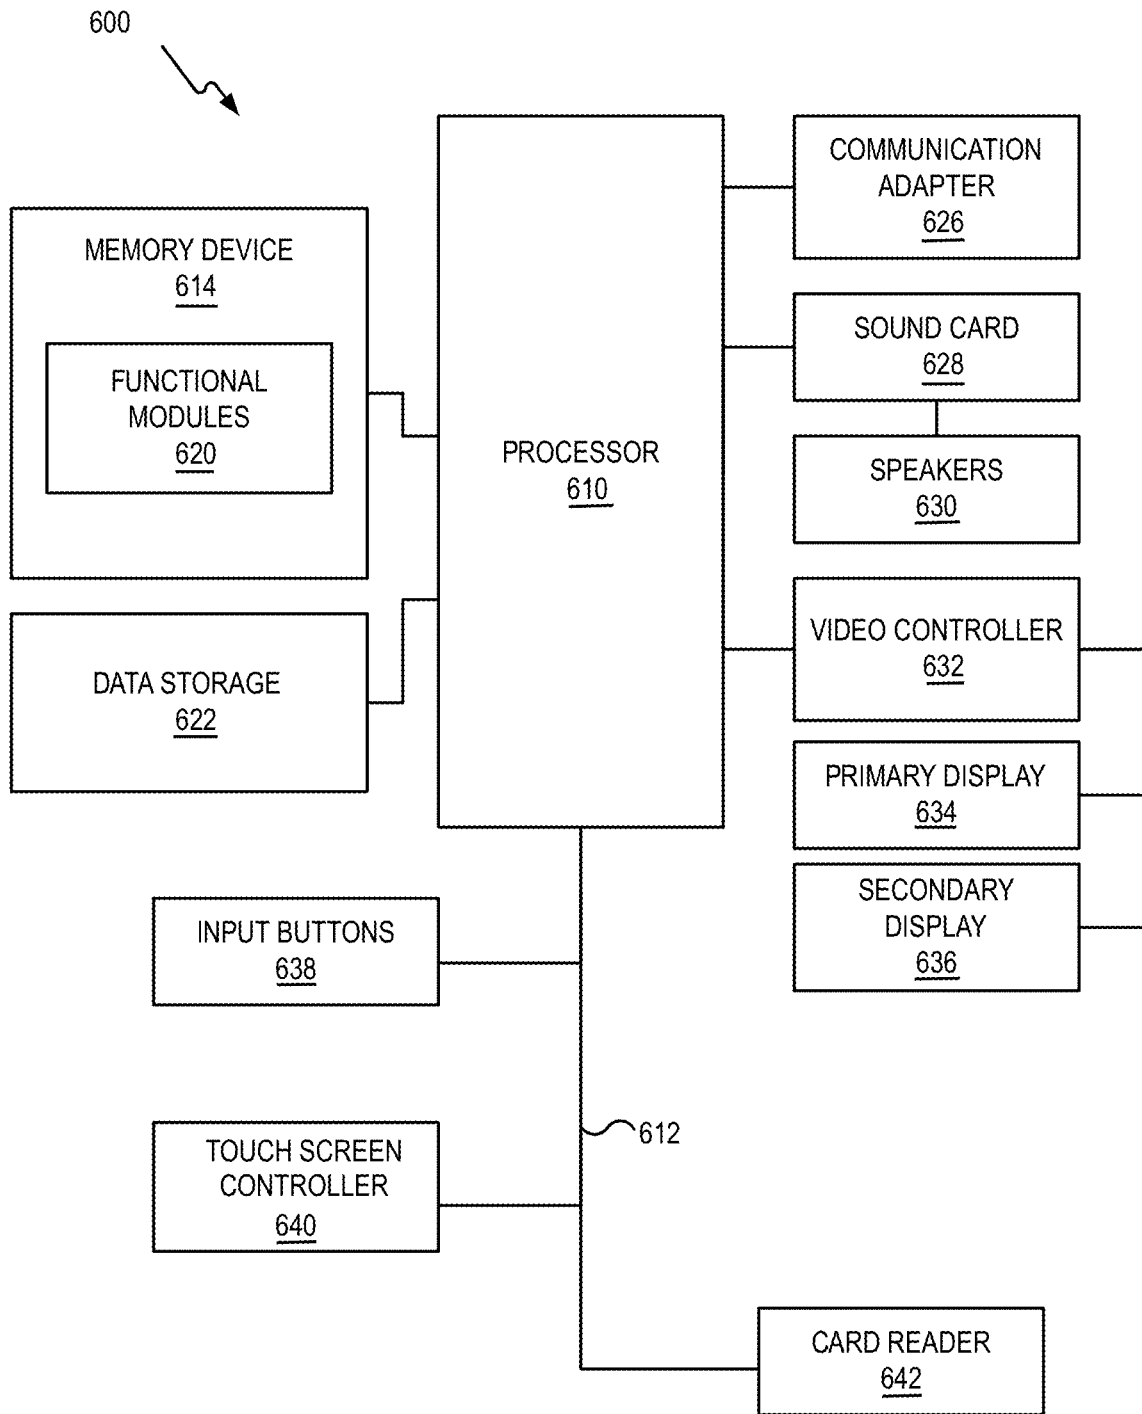 600
MEMORY DEVICE
614
FUNCTIONAL
MODULES
620
DATA STORAGE
622
PROCESSOR
610
COMMUNICATION
ADAPTER
626
SOUND CARD
628
SPEAKERS
630
VIDEO CONTROLLER
632
PRIMARY DISPLAY
634
SECONDARY
DISPLAY
636
INPUT BUTTONS
638
612
TOUCH SCREEN
CONTROLLER
640
CARD READER
642